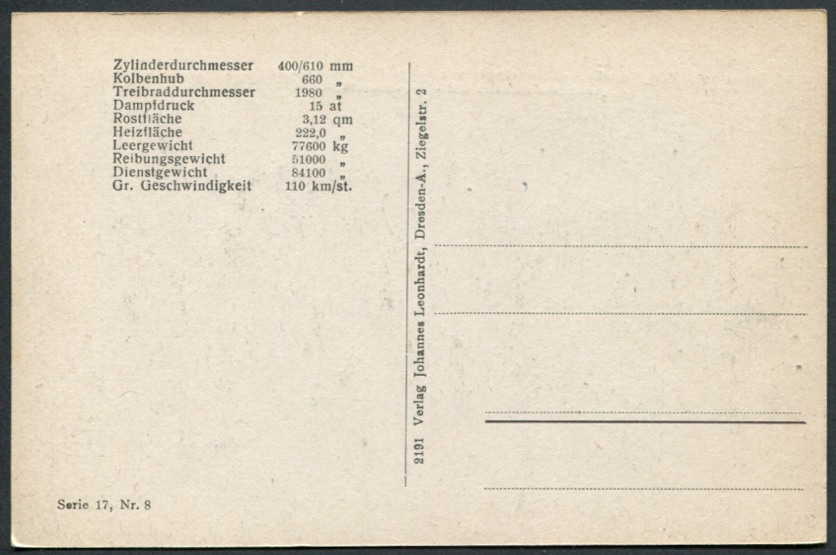 Zylinderdurchmesser 400/610 mm
Kolbenhub 660 „
Treibraddurchmesser 1980 „
Dampfdruck 15 at
Rostfläche 3,12 qm
Heizfläche 222,0 „
Leergewicht 77600 kg
Reibungsgewicht 51000 „
Dienstgewicht 84100 „
Gr. Geschwindigkeit 110 km/st.
2191 Verlag Johannes Leonhardt, Dresden-A., Ziegelstr. 2
Serie 17, Nr. 8